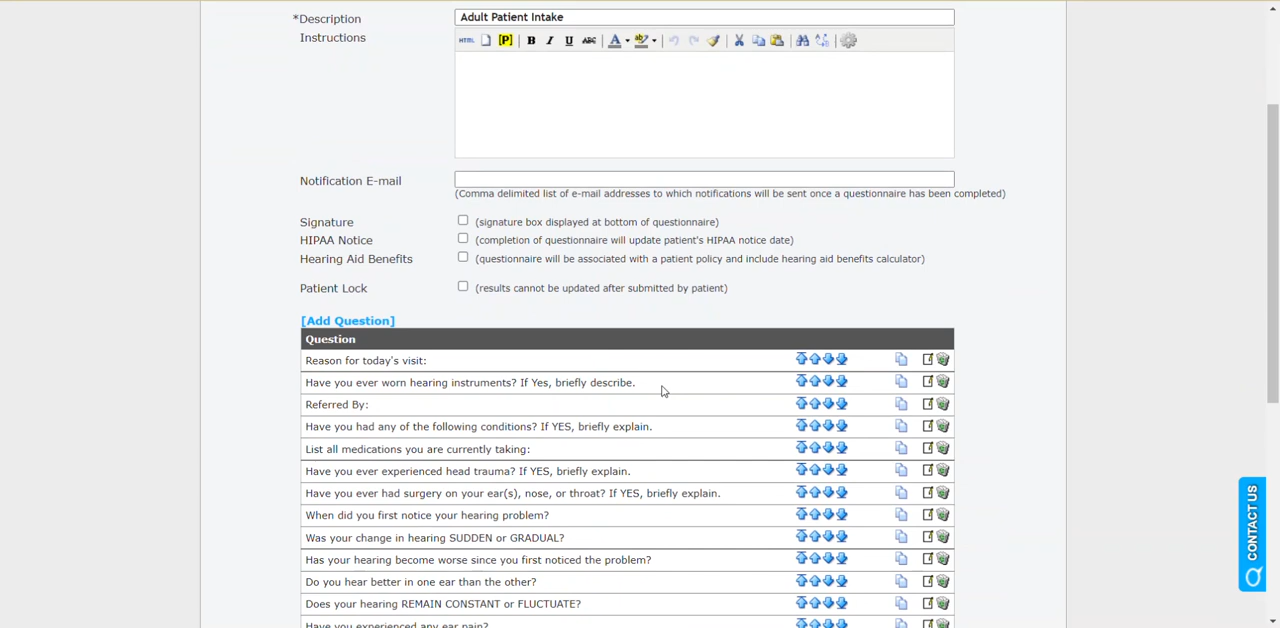 *Description
Adult Patient Intake
Instructions
HTML [P] B I U ABC A ab
Notification E-mail
(Comma delimited list of e-mail addresses to which notifications will be sent once a questionnaire has been completed)
Signature (signature box displayed at bottom of questionnaire)
HIPAA Notice (completion of questionnaire will update patient's HIPAA notice date)
Hearing Aid Benefits (questionnaire will be associated with a patient policy and include hearing aid benefits calculator)
Patient Lock (results cannot be updated after submitted by patient)
[Add Question]
Question
Reason for today's visit:
Have you ever worn hearing instruments? If Yes, briefly describe.
Referred By:
Have you had any of the following conditions? If YES, briefly explain.
List all medications you are currently taking:
Have you ever experienced head trauma? If YES, briefly explain.
Have you ever had surgery on your ear(s), nose, or throat? If YES, briefly explain.
When did you first notice your hearing problem?
Was your change in hearing SUDDEN or GRADUAL?
Has your hearing become worse since you first noticed the problem?
Do you hear better in one ear than the other?
Does your hearing REMAIN CONSTANT or FLUCTUATE?
Have you experienced any ear pain?
CONTACT US